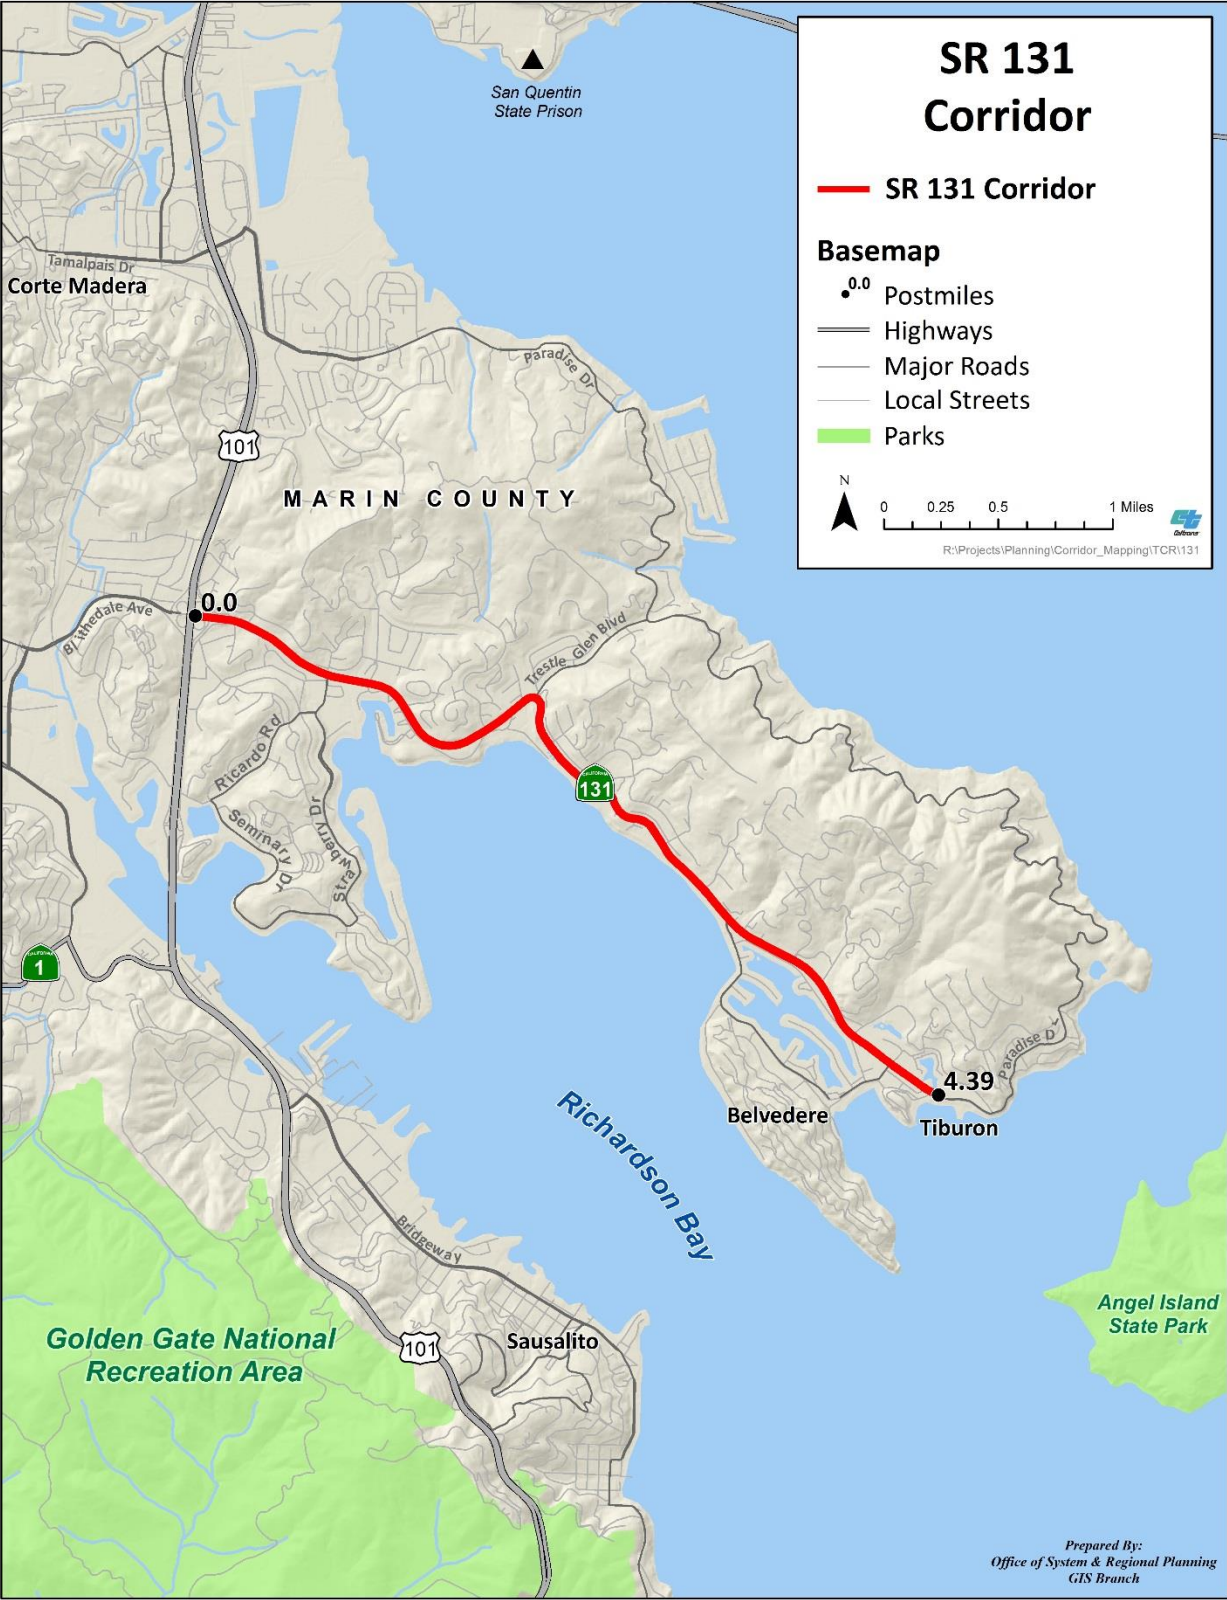 SR 131
Corridor
SR 131 Corridor
Basemap
0.0 Postmiles
Highways
Major Roads
Local Streets
Parks
N
0 0.25 0.5 1 Miles
Caltrans
R:\Projects\Planning\Corridor_Mapping\TCR\131
San Quentin
State Prison
Tamalpais Dr
Corte Madera
Paradise Dr
101
MARIN COUNTY
0.0
Blithedale Ave
Trestle Glen Blvd
Ricardo Rd
CALIFORNIA
131
Seminary Dr
Strawberry Dr
CALIFORNIA
1
Paradise D
4.39
Belvedere
Tiburon
Richardson Bay
Bridgeway
Angel Island
State Park
Golden Gate National
Recreation Area
101
Sausalito
Prepared By:
Office of System & Regional Planning
GIS Branch